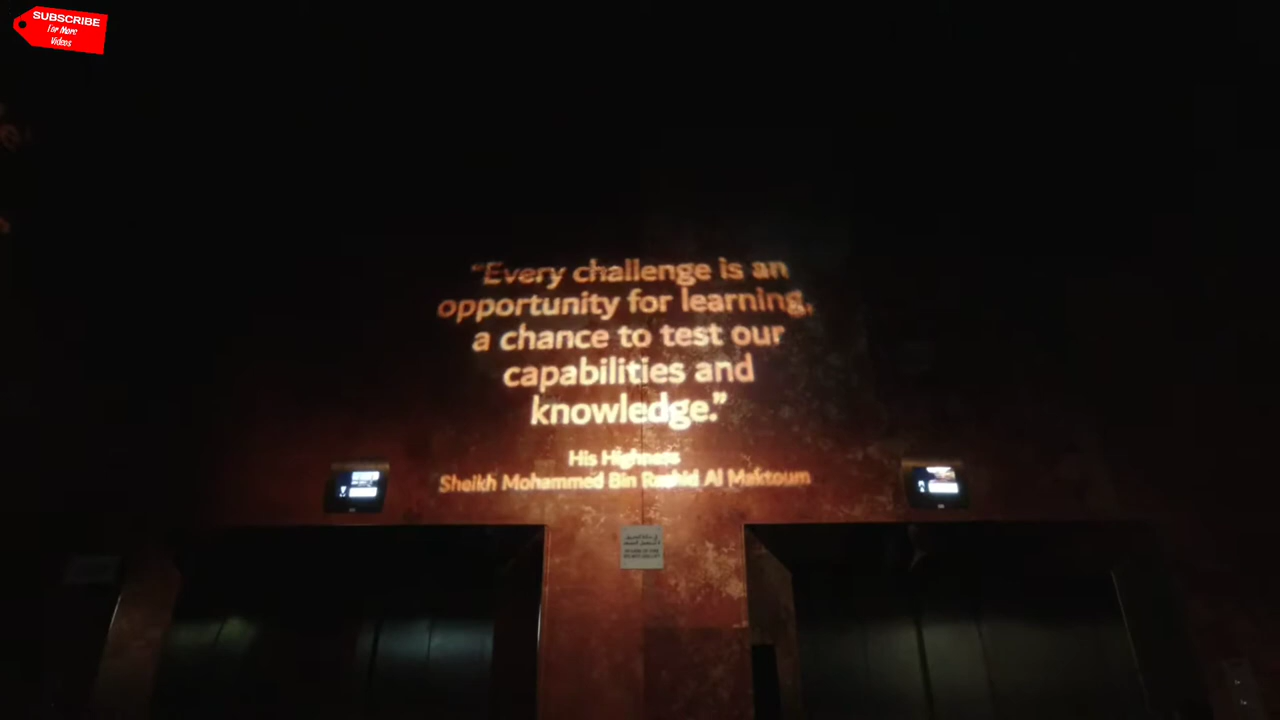 SUBSCRIBE
for More
Videos
“Every challenge is an
opportunity for learning,
a chance to test our
capabilities and
knowledge.”
His Highness
Sheikh Mohammed Bin Rashid Al Maktoum